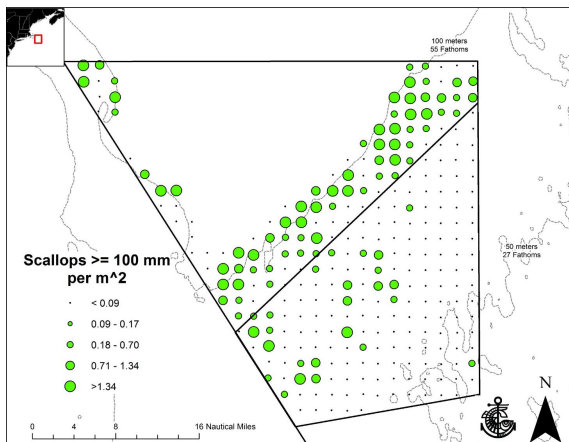 100 meters
55 Fathoms
50 meters
27 Fathoms
Scallops >= 100 mm
per m^2
< 0.09
0.09 - 0.17
0.18 - 0.70
0.71 - 1.34
>1.34
N
0 4 8 16 Nautical Miles